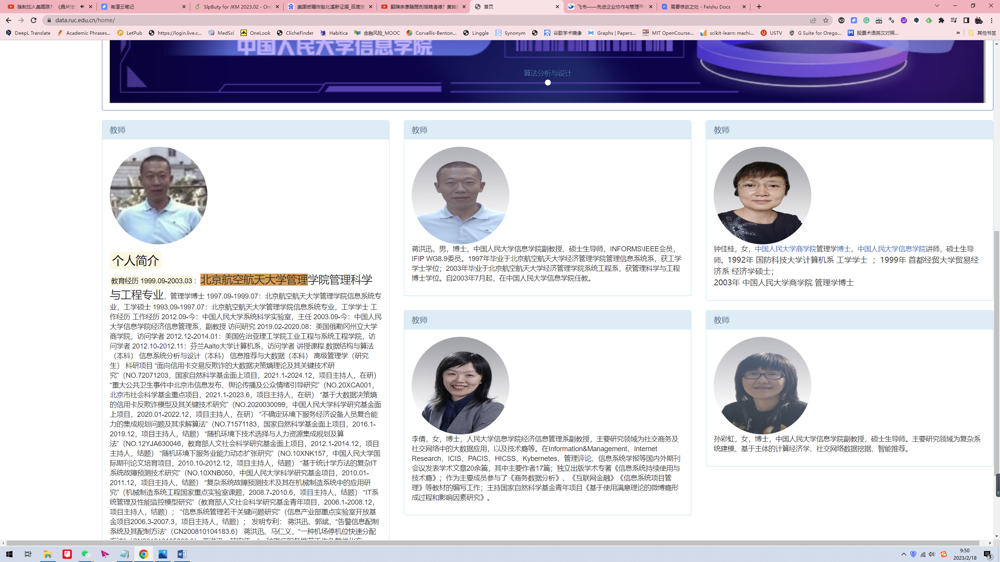 強制加入美國隊？《晶片法》
有道云笔记
SlpButy for JKM 2023.02 - Onl
美国被曝炸毁北溪新证据_百度搜
首页
飞书——先进企业协作与管理平
需要修改之处 - Feishu Docs
data.ruc.edu.cn/home/
DeepL Translate
Academic Phrases...
LetPub
https://login.live.c...
MedSci
OneLook
ClicheFinder
Habitica
金融风险_MOOC
Corvallis-Benton...
Linggle
Synonym
谷歌学术镜像
Graphs | Papers...
MIT OpenCourse...
scikit-learn: machi...
USTV
G Suite for Orego...
股票术语英汉对照...
其他书签
中国人民大学信息学院
算法分析与设计
教师
个人简介
教育经历 1999.09-2003.03 ：北京航空航天大学管理学院管理科学
与工程专业，管理学博士 1997.09-1999.07：北京航空航天大学管理学院信息系统专
业，工学硕士 1993.09-1997.07：北京航空航天大学管理学院信息系统专业，工学学士 工
作经历 工作经历 2012.09-今：中国人民大学系统科学实验室，主任 2003.09-今：中国人民
大学信息学院经济信息管理系，副教授 访问研究 2019.02-2020.08：美国俄勒冈州立大学
商学院，访问学者 2012.12-2014.01：美国佐治亚理工学院工业工程与系统工程学院，访
问学者 2012.10-2012.11：芬兰Aalto大学计算机系，访问学者 讲授课程 数据结构与算法
（本科） 信息系统分析与设计（本科） 信息推荐与大数据（本科） 高级管理学（研究
生） 科研项目 “面向信用卡交易反欺诈的大数据决策熵理论及其关键技术研
究”（NO.72071203，国家自然科学基金面上项目，2021.1-2024.12，项目主持人，在研）
“重大公共卫生事件中北京市信息发布、舆论传播及公众情绪引导研究”（NO.20XCA001，
北京市社会科学基金重点项目，2021.1-2023.6，项目主持人，在研） “基于大数据决策熵
的信用卡反欺诈模型及其关键技术研究”（NO.2020030099，中国人民大学科学研究基金面
上项目，2020.01-2022.12，项目主持人，在研） “不确定环境下服务经济设备人员复合能
力的集成规划问题及其求解算法”（NO.71571183，国家自然科学基金面上项目，2016.1-
2019.12，项目主持人，结题） “随机环境下技术选择与人力资源集成规划及算
法”（NO.12YJA630046，教育部人文社会科学研究基金面上项目，2012.1-2014.12，项目
主持人，结题） “随机环境下服务业能力动态扩张研究”（NO.10XNK157，中国人民大学国
际期刊论文培育项目，2010.10-2012.12，项目主持人，结题） “基于统计学方法的复杂IT
系统故障预测技术研究”（NO.10XNB050，中国人民大学科学研究基金项目，2010.01-
2011.12，项目主持人，结题） “复杂系统故障预测技术及其在机械制造系统中的应用研
究”（机械制造系统工程国家重点实验室课题，2008.7-2010.6，项目主持人，结题） “IT系
统管理及性能监控模型研究”（教育部人文社会科学研究基金青年项目，2006.1-2008.12，
项目主持人，结题）； “信息系统管理若干关键问题研究”（信息产业部重点实验室开放基
金项目2006.3-2007.3，项目主持人，结题）； 发明专利： 蒋洪迅、郭斌，“告警信息配制
系统及其配制方法”（CN200810104183.6） 蒋洪迅、马仁义，“一种机场停机位快速分配
教师
蒋洪迅，男，博士，中国人民大学信息学院副教授、硕士生导师，INFORMS\IEEE会员，
IFIP WG8.9委员。1997年毕业于北京航空航天大学经济管理学院管理信息系统系，获工学
学士学位；2003年毕业于北京航空航天大学经济管理学院系统工程系，获管理科学与工程
博士学位。自2003年7月起，在中国人民大学信息学院任教。
教师
钟佳桂，女，中国人民大学商学院管理学博士，中国人民大学信息学院讲师，硕士生导
师。1992年 国防科技大学计算机系 工学学士 ；1999年 首都经贸大学贸易经
济系 经济学硕士；
2003年 中国人民大学商学院 管理学博士
教师
李倩，女，博士，人民大学信息学院经济信息管理系副教授，主要研究领域为社交商务及
社交网络中的大数据应用，以及技术瘾等。在Information&Management、Internet
Research、ICIS、PACIS、HICSS、Kybernetes、管理评论、信息系统学报等国内外期刊
会议发表学术文章20余篇，其中主要作者17篇；独立出版学术专著《信息系统持续使用与
技术瘾》；作为主要成员参与了《商务数据分析》、《互联网金融》《信息系统项目管
理》等教材的编写工作；主持国家自然科学基金青年项目《基于使用满意理论的微博瘾形
成过程和影响因素研究》。
教师
孙彩虹，女，博士，中国人民大学信息学院副教授，硕士生导师。主要研究领域为复杂系
统建模、基于主体的计算经济学、社交网络数据挖掘、智能推荐。
9:50
2023/2/18
3